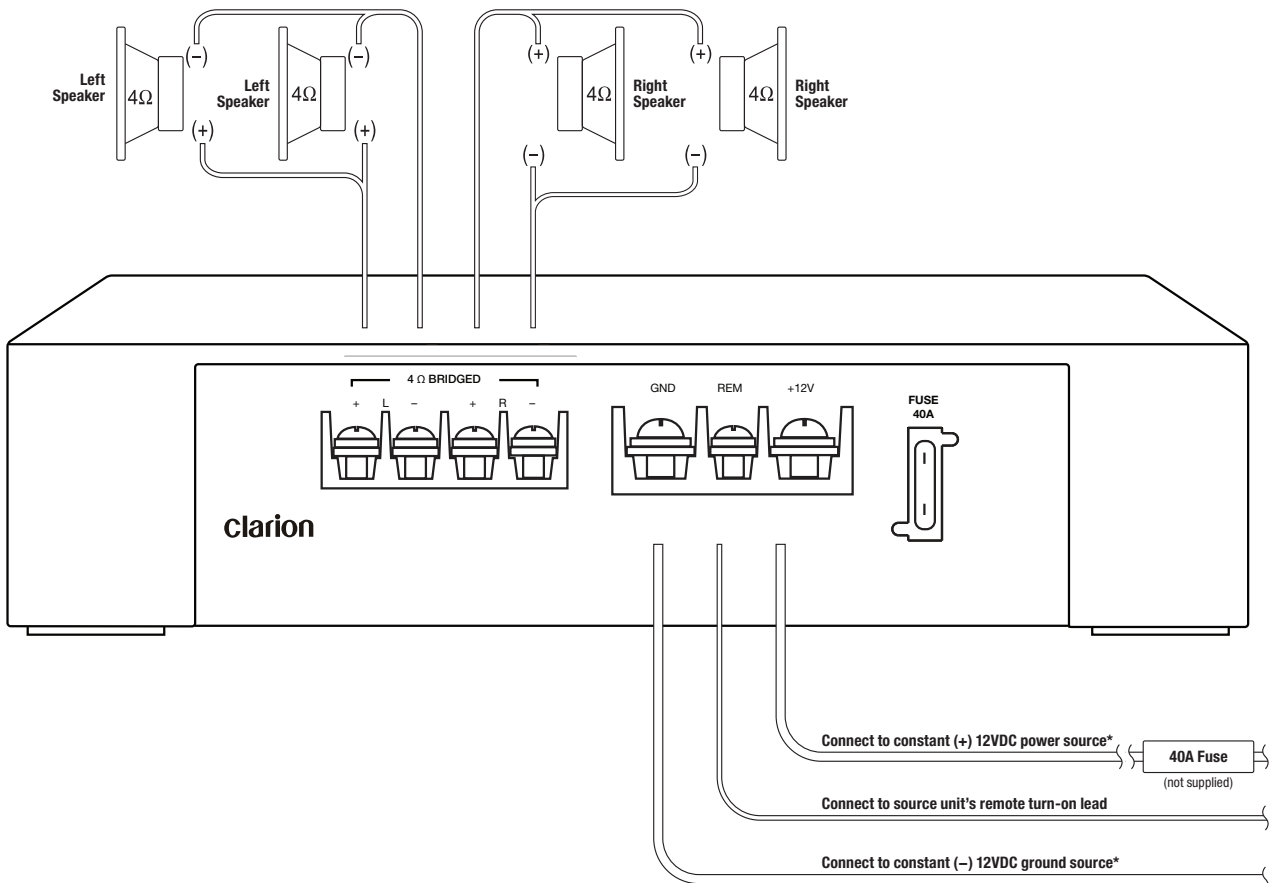 (−) (−) (+) (+)
Left
Speaker
4Ω
Left
Speaker
4Ω
4Ω
Right
Speaker
4Ω
Right
Speaker
(+) (+) (−) (−)
4 Ω BRIDGED
+ L − + R −
GND REM +12V
FUSE
40A
clarion
Connect to constant (+) 12VDC power source*
40A Fuse
(not supplied)
Connect to source unit's remote turn-on lead
Connect to constant (−) 12VDC ground source*